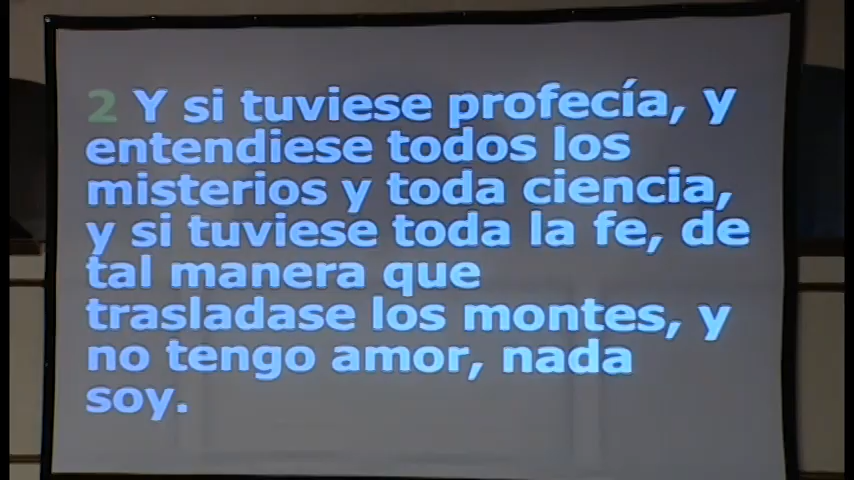 2 Y si tuviese profecía, y
entendiese todos los
misterios y toda ciencia,
y si tuviese toda la fe, de
tal manera que
trasladase los montes, y
no tengo amor, nada
soy.